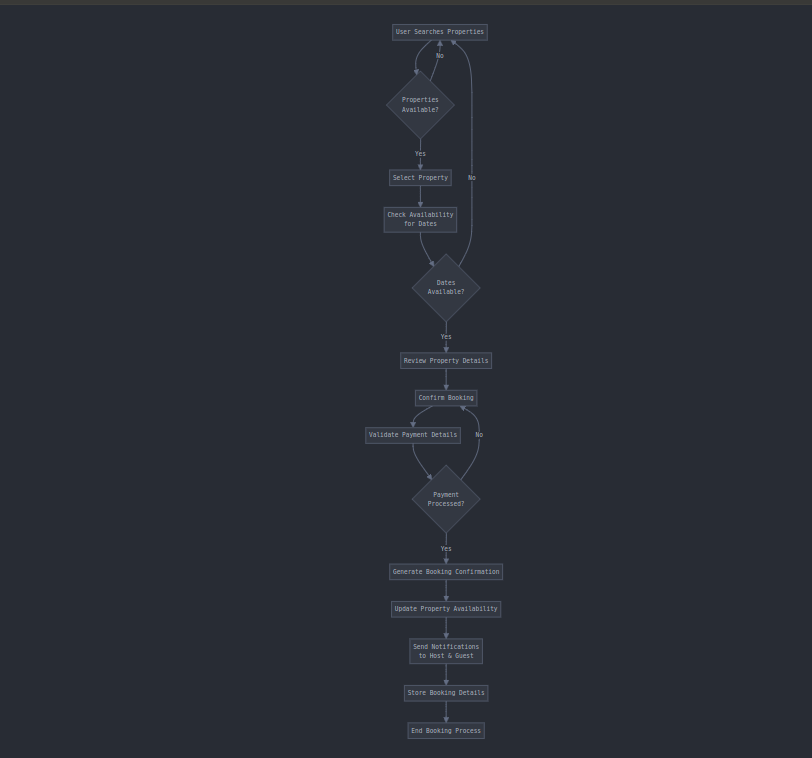 User Searches Properties
No
Properties
Available?
Yes
Select Property
No
Check Availability
for Dates
Dates
Available?
Yes
Review Property Details
Confirm Booking
Validate Payment Details
No
Payment
Processed?
Yes
Generate Booking Confirmation
Update Property Availability
Send Notifications
to Host & Guest
Store Booking Details
End Booking Process